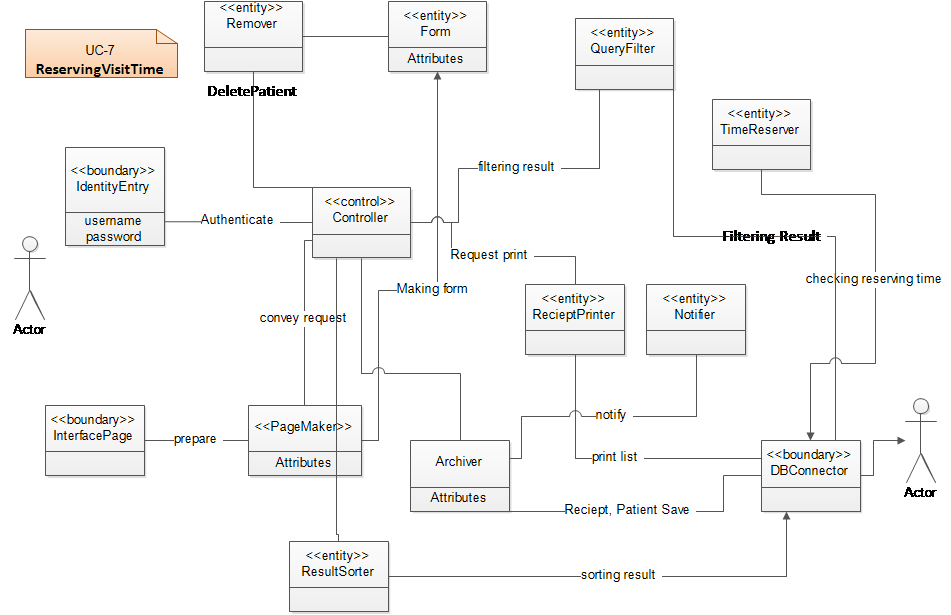 <<entity>>
Remover
<<entity>>
Form
Attributes
<<entity>>
QueryFilter
UC-7
ReservingVisitTime
DeletePatient
<<entity>>
TimeReserver
<<boundary>>
IdentityEntry
username
password
filtering result
<<control>>
Controller
Authenticate
Filtering Result
Request print
checking reserving time
Actor
Making form
<<entity>>
RecieptPrinter
<<entity>>
Notifier
convey request
<<boundary>>
InterfacePage
prepare
<<PageMaker>>
Attributes
notify
Archiver
Attributes
print list
<<boundary>>
DBConnector
Actor
Reciept, Patient Save
<<entity>>
ResultSorter
sorting result